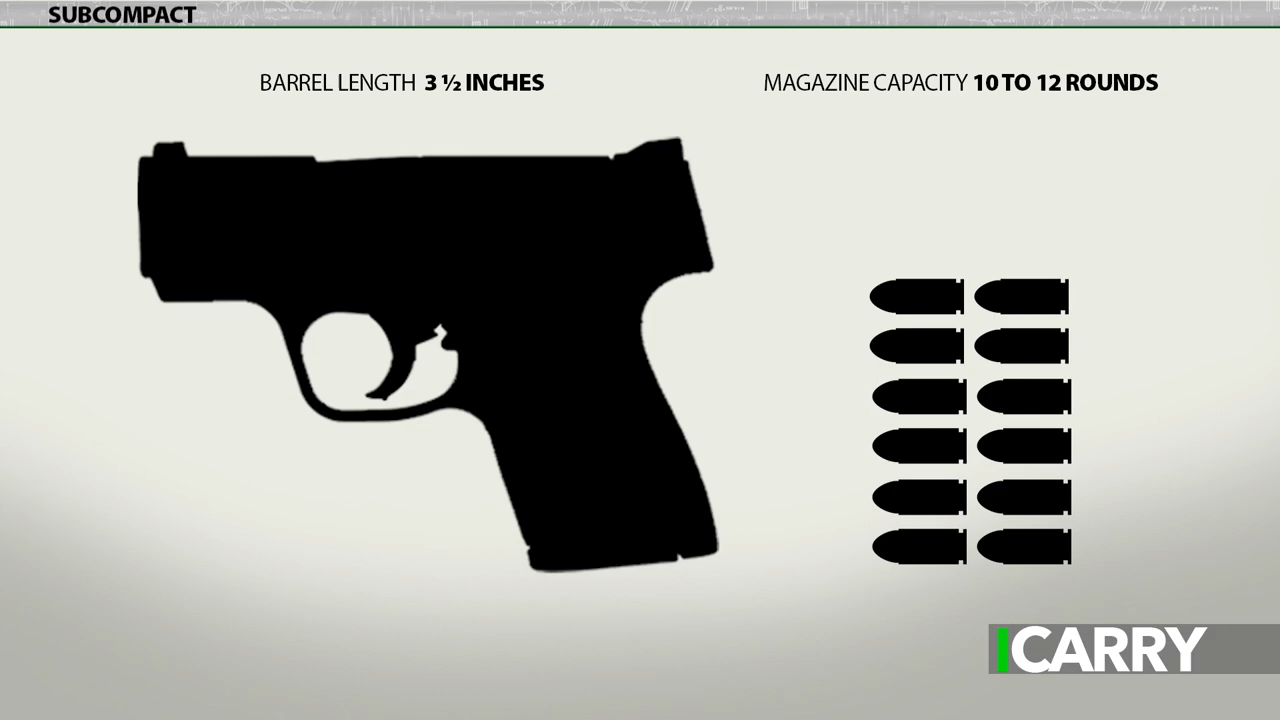 SUBCOMPACT
BARREL LENGTH 3 ½ INCHES
MAGAZINE CAPACITY 10 TO 12 ROUNDS
CARRY